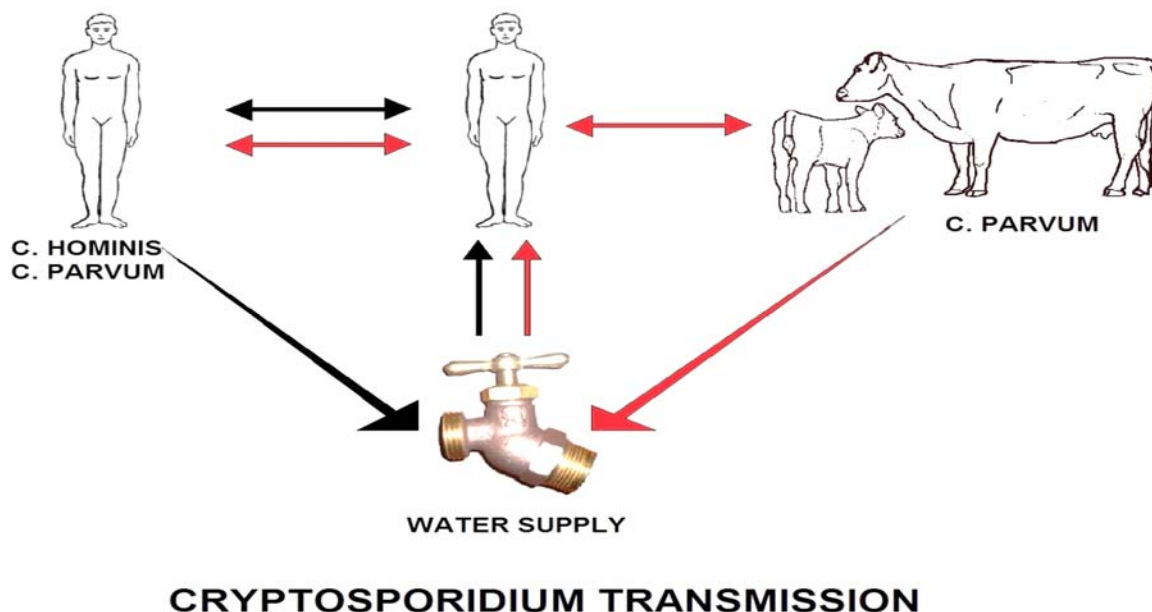 C. HOMINIS
C. PARVUM
C. PARVUM
WATER SUPPLY
CRYPTOSPORIDIUM TRANSMISSION